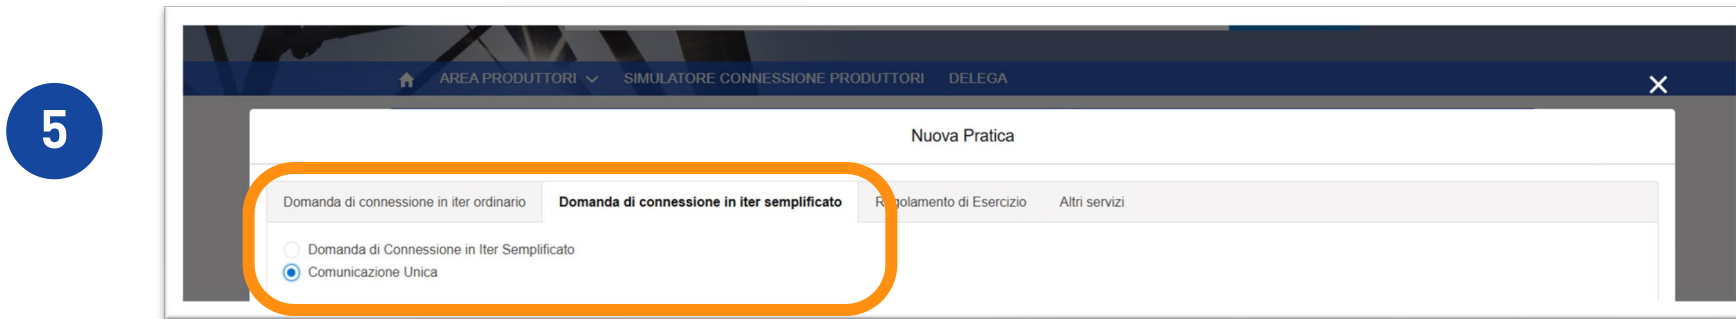 5
AREA PRODUTTORI SIMULATORE CONNESSIONE PRODUTTORI DELEGA
Nuova Pratica
Domanda di connessione in iter ordinario Domanda di connessione in iter semplificato Regolamento di Esercizio Altri servizi
Domanda di Connessione in Iter Semplificato
Comunicazione Unica